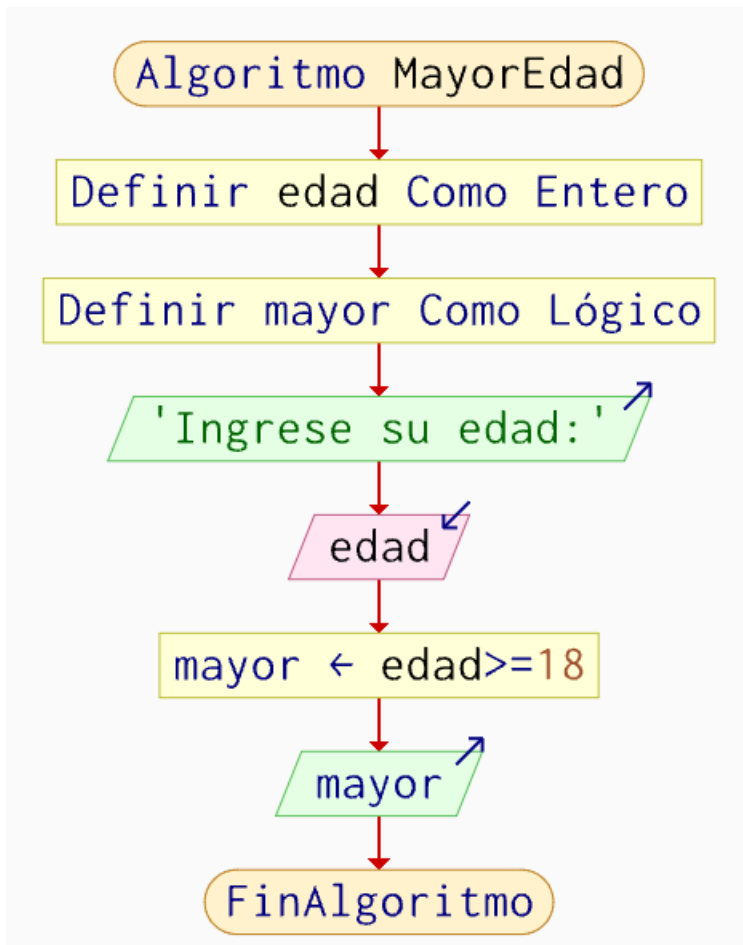 Algoritmo MayorEdad
Definir edad Como Entero
Definir mayor Como Lógico
'Ingrese su edad:'
edad
mayor ← edad>=18
mayor
FinAlgoritmo